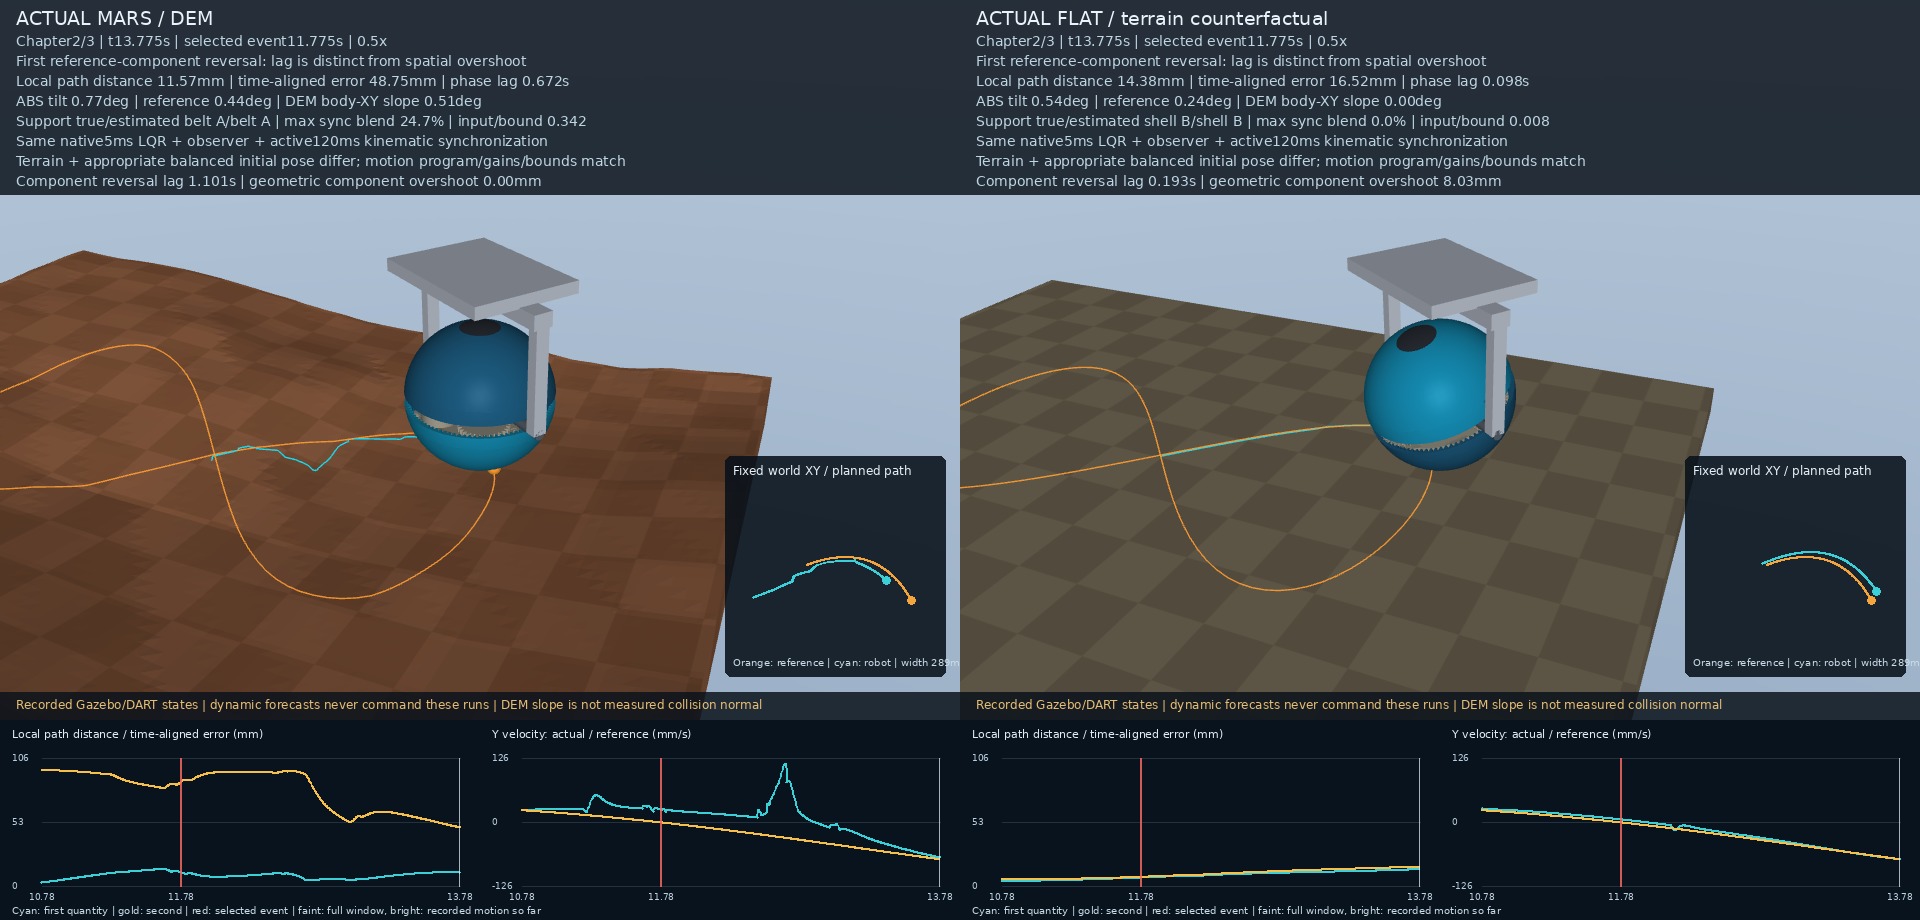 ACTUAL MARS / DEM
Chapter2/3 | t13.775s | selected event11.775s | 0.5x
First reference-component reversal: lag is distinct from spatial overshoot
Local path distance 11.57mm | time-aligned error 48.75mm | phase lag 0.672s
ABS tilt 0.77deg | reference 0.44deg | DEM body-XY slope 0.51deg
Support true/estimated belt A/belt A | max sync blend 24.7% | input/bound 0.342
Same native5ms LQR + observer + active120ms kinematic synchronization
Terrain + appropriate balanced initial pose differ; motion program/gains/bounds match
Component reversal lag 1.101s | geometric component overshoot 0.00mm
Fixed world XY / planned path
Orange: reference | cyan: robot | width 289m
Recorded Gazebo/DART states | dynamic forecasts never command these runs | DEM slope is not measured collision normal
Local path distance / time-aligned error (mm)
106
53
0
10.78
11.78
13.78
Y velocity: actual / reference (mm/s)
126
0
-126
10.78
11.78
13.78
Cyan: first quantity | gold: second | red: selected event | faint: full window, bright: recorded motion so far
ACTUAL FLAT / terrain counterfactual
Chapter2/3 | t13.775s | selected event11.775s | 0.5x
First reference-component reversal: lag is distinct from spatial overshoot
Local path distance 14.38mm | time-aligned error 16.52mm | phase lag 0.098s
ABS tilt 0.54deg | reference 0.24deg | DEM body-XY slope 0.00deg
Support true/estimated shell B/shell B | max sync blend 0.0% | input/bound 0.008
Same native5ms LQR + observer + active120ms kinematic synchronization
Terrain + appropriate balanced initial pose differ; motion program/gains/bounds match
Component reversal lag 0.193s | geometric component overshoot 8.03mm
Fixed world XY / planned path
Orange: reference | cyan: robot | width 289m
Recorded Gazebo/DART states | dynamic forecasts never command these runs | DEM slope is not measured collision normal
Local path distance / time-aligned error (mm)
106
53
0
10.78
11.78
13.78
Y velocity: actual / reference (mm/s)
126
0
-126
10.78
11.78
13.78
Cyan: first quantity | gold: second | red: selected event | faint: full window, bright: recorded motion so far